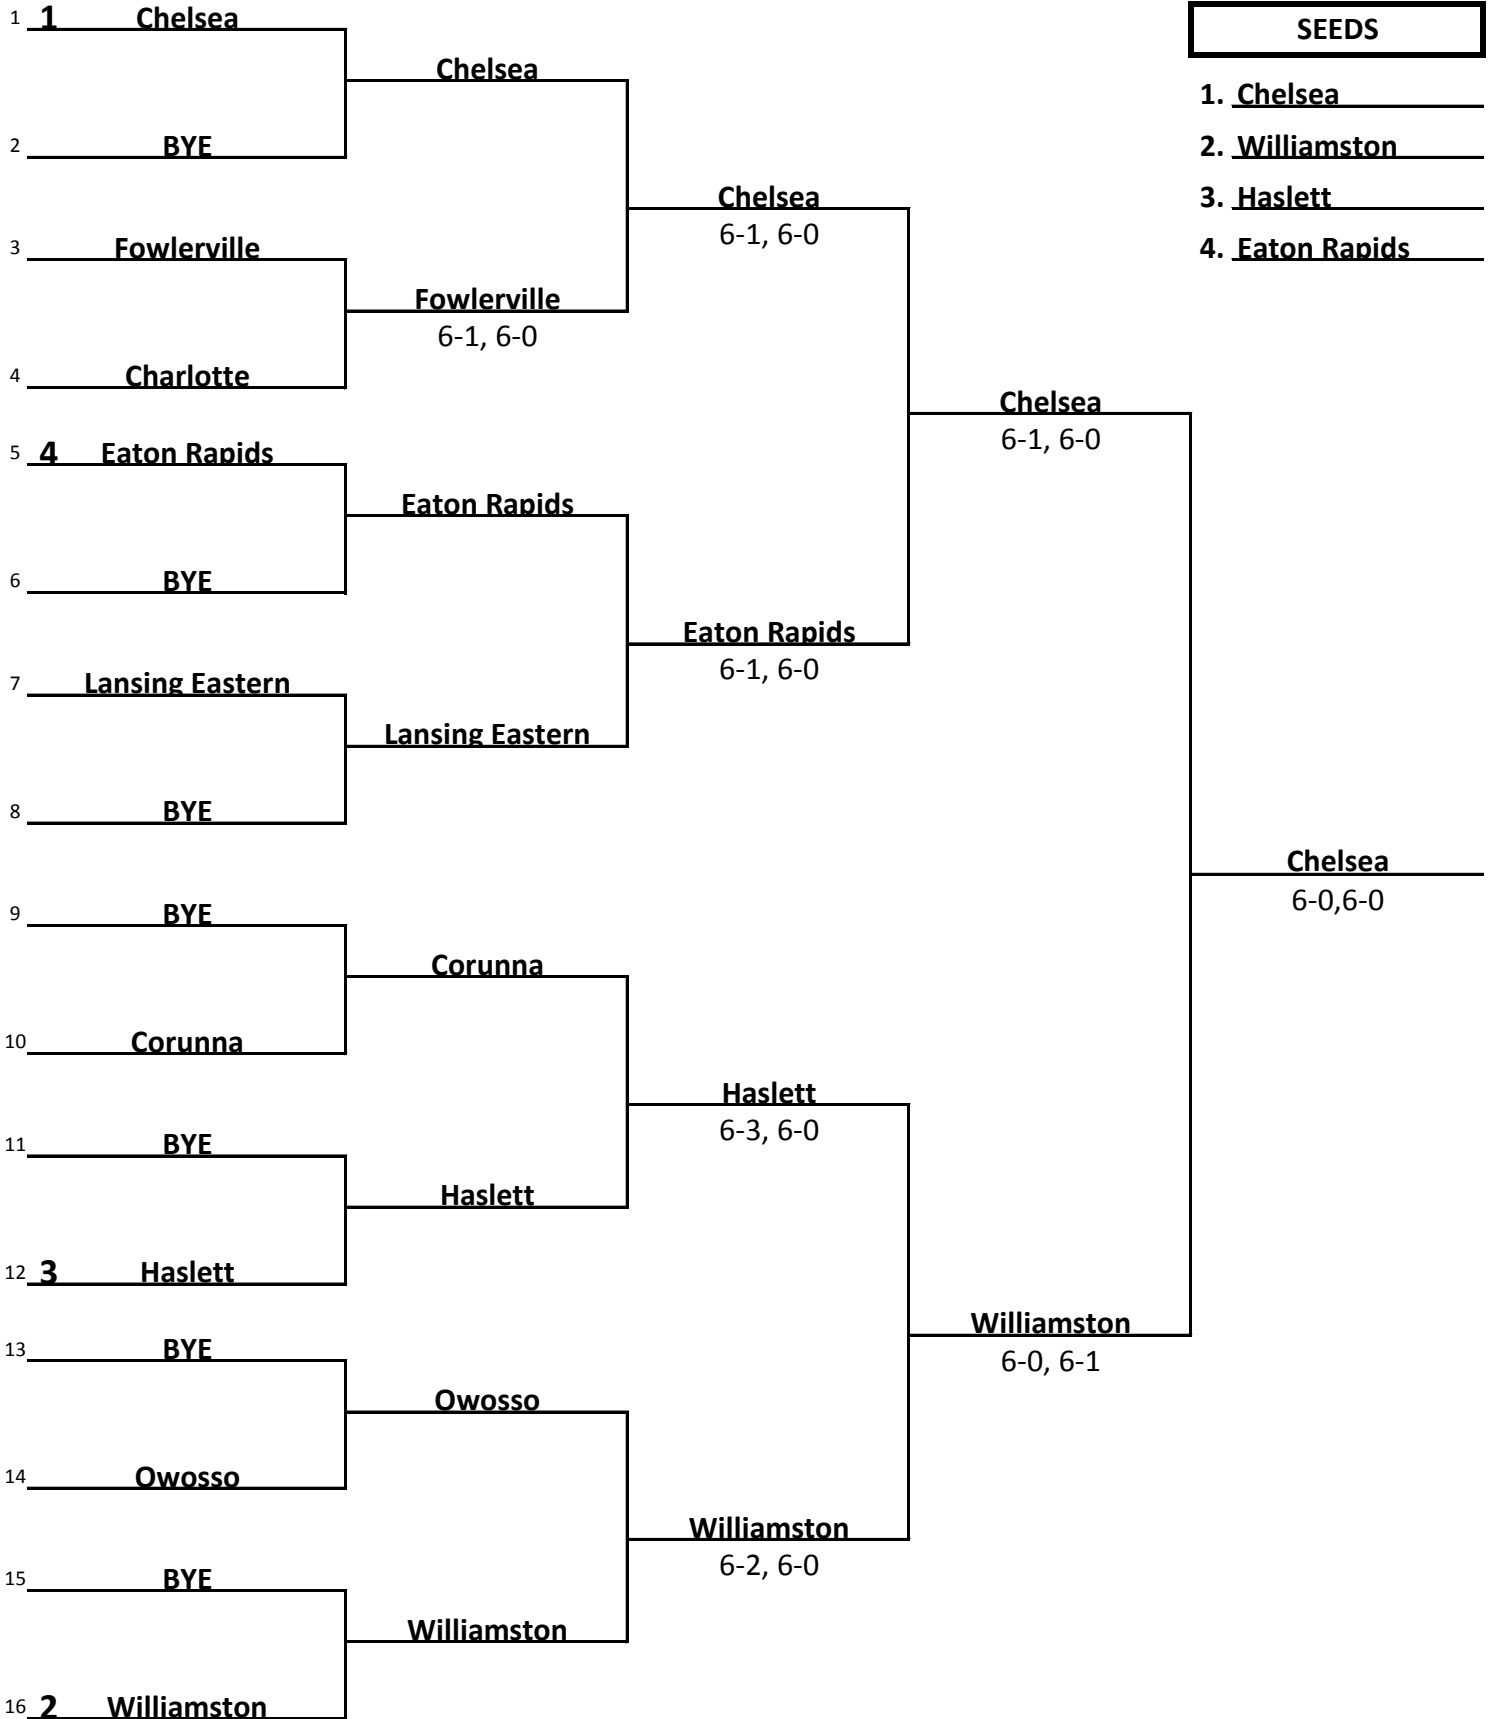 1 1 Chelsea
SEEDS
Chelsea
1. Chelsea
2 BYE
2. Williamston
Chelsea
6-1, 6-0
3. Haslett
3 Fowlerville
4. Eaton Rapids
Fowlerville
6-1, 6-0
4 Charlotte
Chelsea
6-1, 6-0
5 4 Eaton Rapids
Eaton Rapids
6 BYE
Eaton Rapids
6-1, 6-0
7 Lansing Eastern
Lansing Eastern
8 BYE
Chelsea
6-0,6-0
9 BYE
Corunna
10 Corunna
Haslett
6-3, 6-0
11 BYE
Haslett
12 3 Haslett
Williamston
6-0, 6-1
13 BYE
Owosso
14 Owosso
Williamston
6-2, 6-0
15 BYE
Williamston
16 2 Williamston